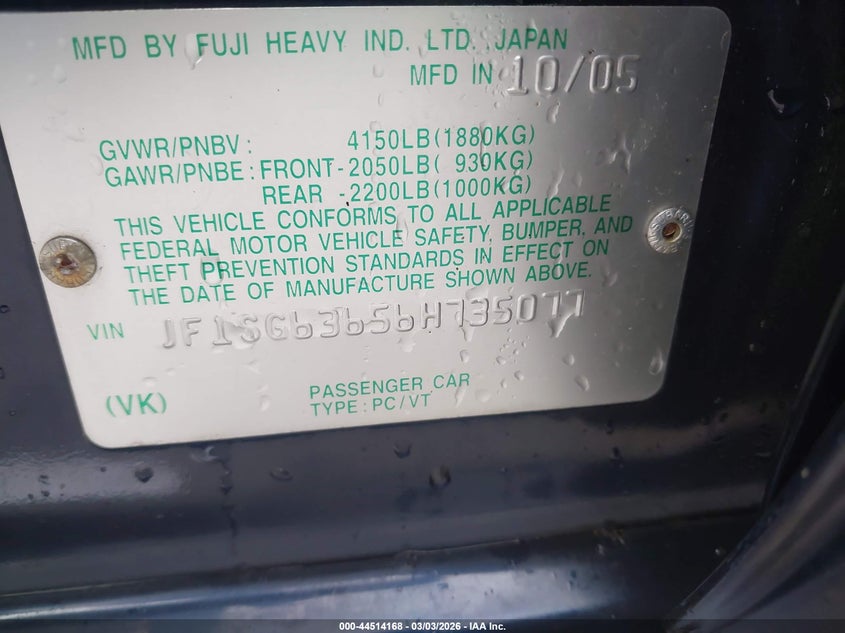 MFD BY FUJI HEAVY IND. LTD. JAPAN
MFD IN 10/05
GVWR/PNBV: 4150LB(1880KG)
GAWR/PNBE: FRONT-2050LB( 930KG)
REAR -2200LB(1000KG)
THIS VEHICLE CONFORMS TO ALL APPLICABLE
FEDERAL MOTOR VEHICLE SAFETY, BUMPER, AND
THEFT PREVENTION STANDARDS IN EFFECT ON
THE DATE OF MANUFACTURE SHOWN ABOVE.
VIN JF1SG63656H735077
(VK)
PASSENGER CAR
TYPE: PC/VT
000-44514168 - 03/03/2026 - IAA Inc.